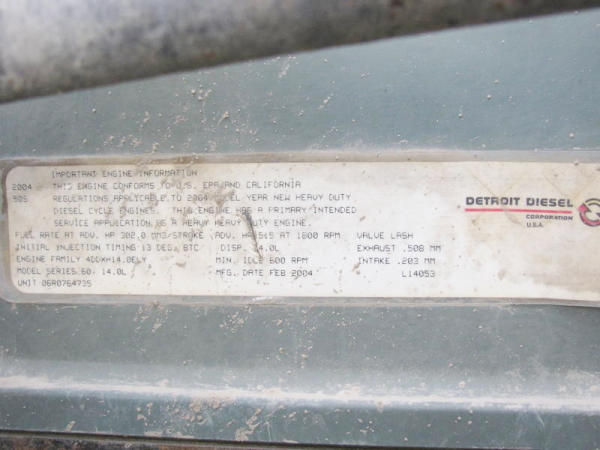 IMPORTANT ENGINE INFORMATION
2004 THIS ENGINE CONFORMS TO U.S. EPA AND CALIFORNIA
50S REGULATIONS APPLICABLE TO 2004 MODEL YEAR NEW HEAVY DUTY
DIESEL CYCLE ENGINES. THIS ENGINE HAS A PRIMARY INTENDED
SERVICE APPLICATION AS A HEAVY HEAVY DUTY ENGINE.
FUEL RATE AT ADV. HP 302.0 MM3/STROKE ADV. HP 515 AT 1800 RPM VALVE LASH
INITIAL INJECTION TIMING 13 DEG. BTC DISP. 14.0L EXHAUST .508 MM
ENGINE FAMILY 4DDXH14.0ELY MIN. IDLE 600 RPM INTAKE .203 MM
MODEL SERIES 60- 14.0L MFG. DATE FEB 2004 L14053
UNIT 06R0764735
DETROIT DIESEL
CORPORATION
U.S.A.